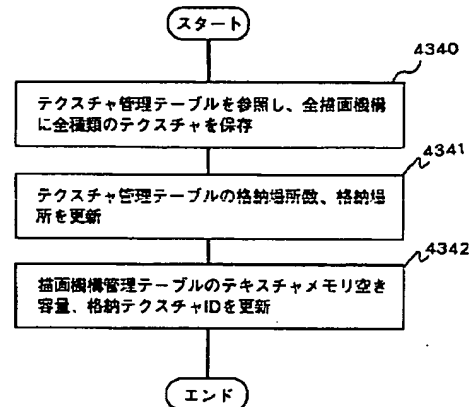 スタート
4340
テクスチャ管理テーブルを参照し、全描画機構
に全種類のテクスチャを保存
4341
テクスチャ管理テーブルの格納場所数、格納場
所を更新
4342
描画機構管理テーブルのテキスチャメモリ空き
容量、格納テクスチャIDを更新
エンド